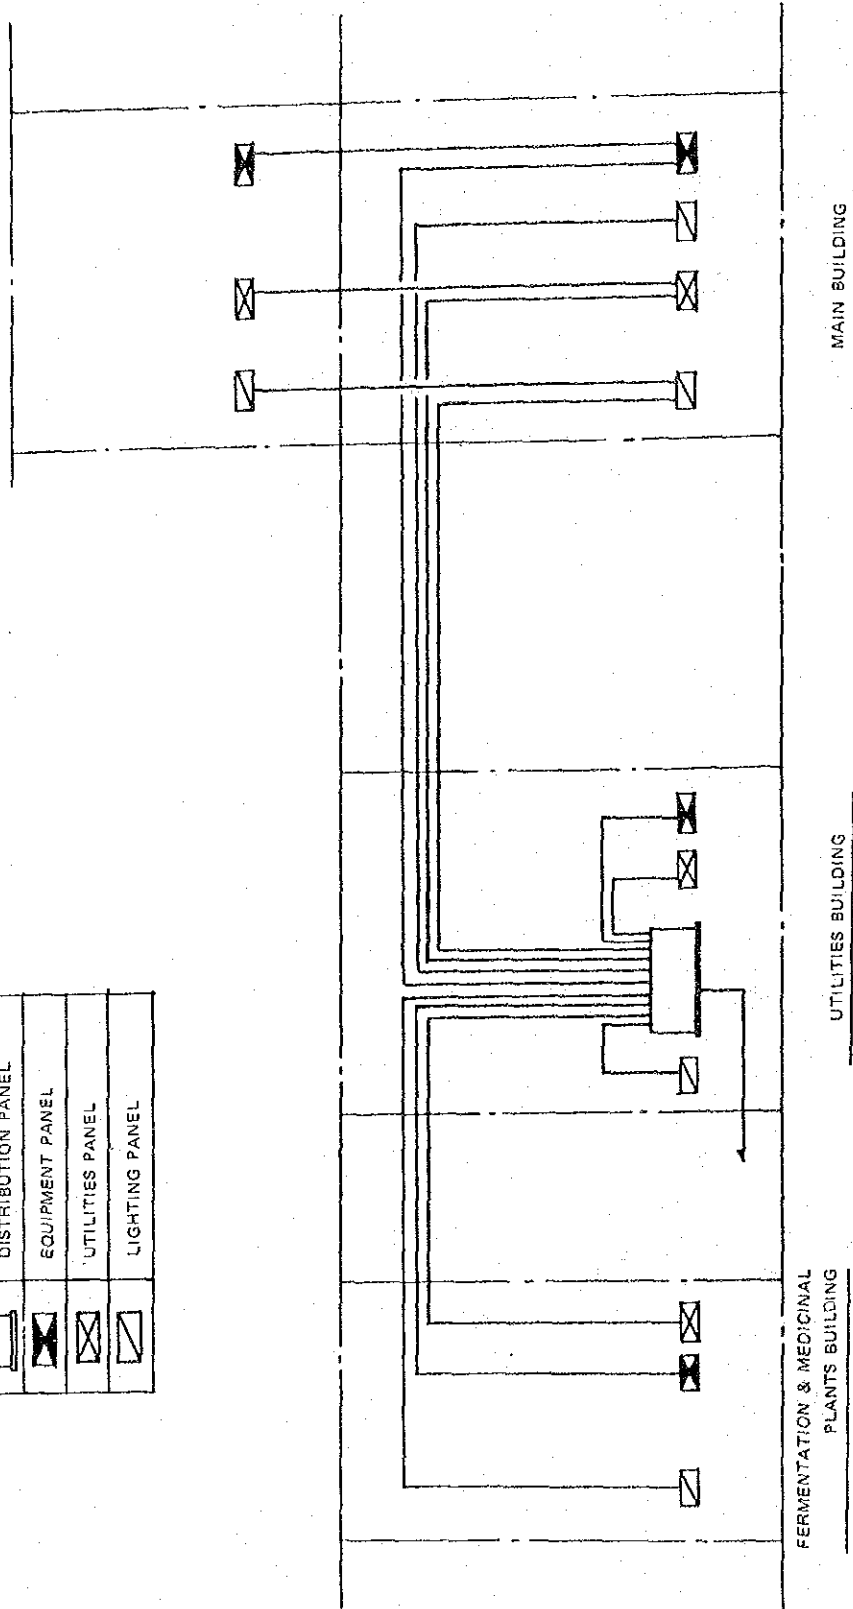 DISTRIBUTION PANEL
EQUIPMENT PANEL
UTILITIES PANEL
LIGHTING PANEL
FERMENTATION & MEDICINAL
PLANTS BUILDING
UTILITIES BUILDING
MAIN BUILDING